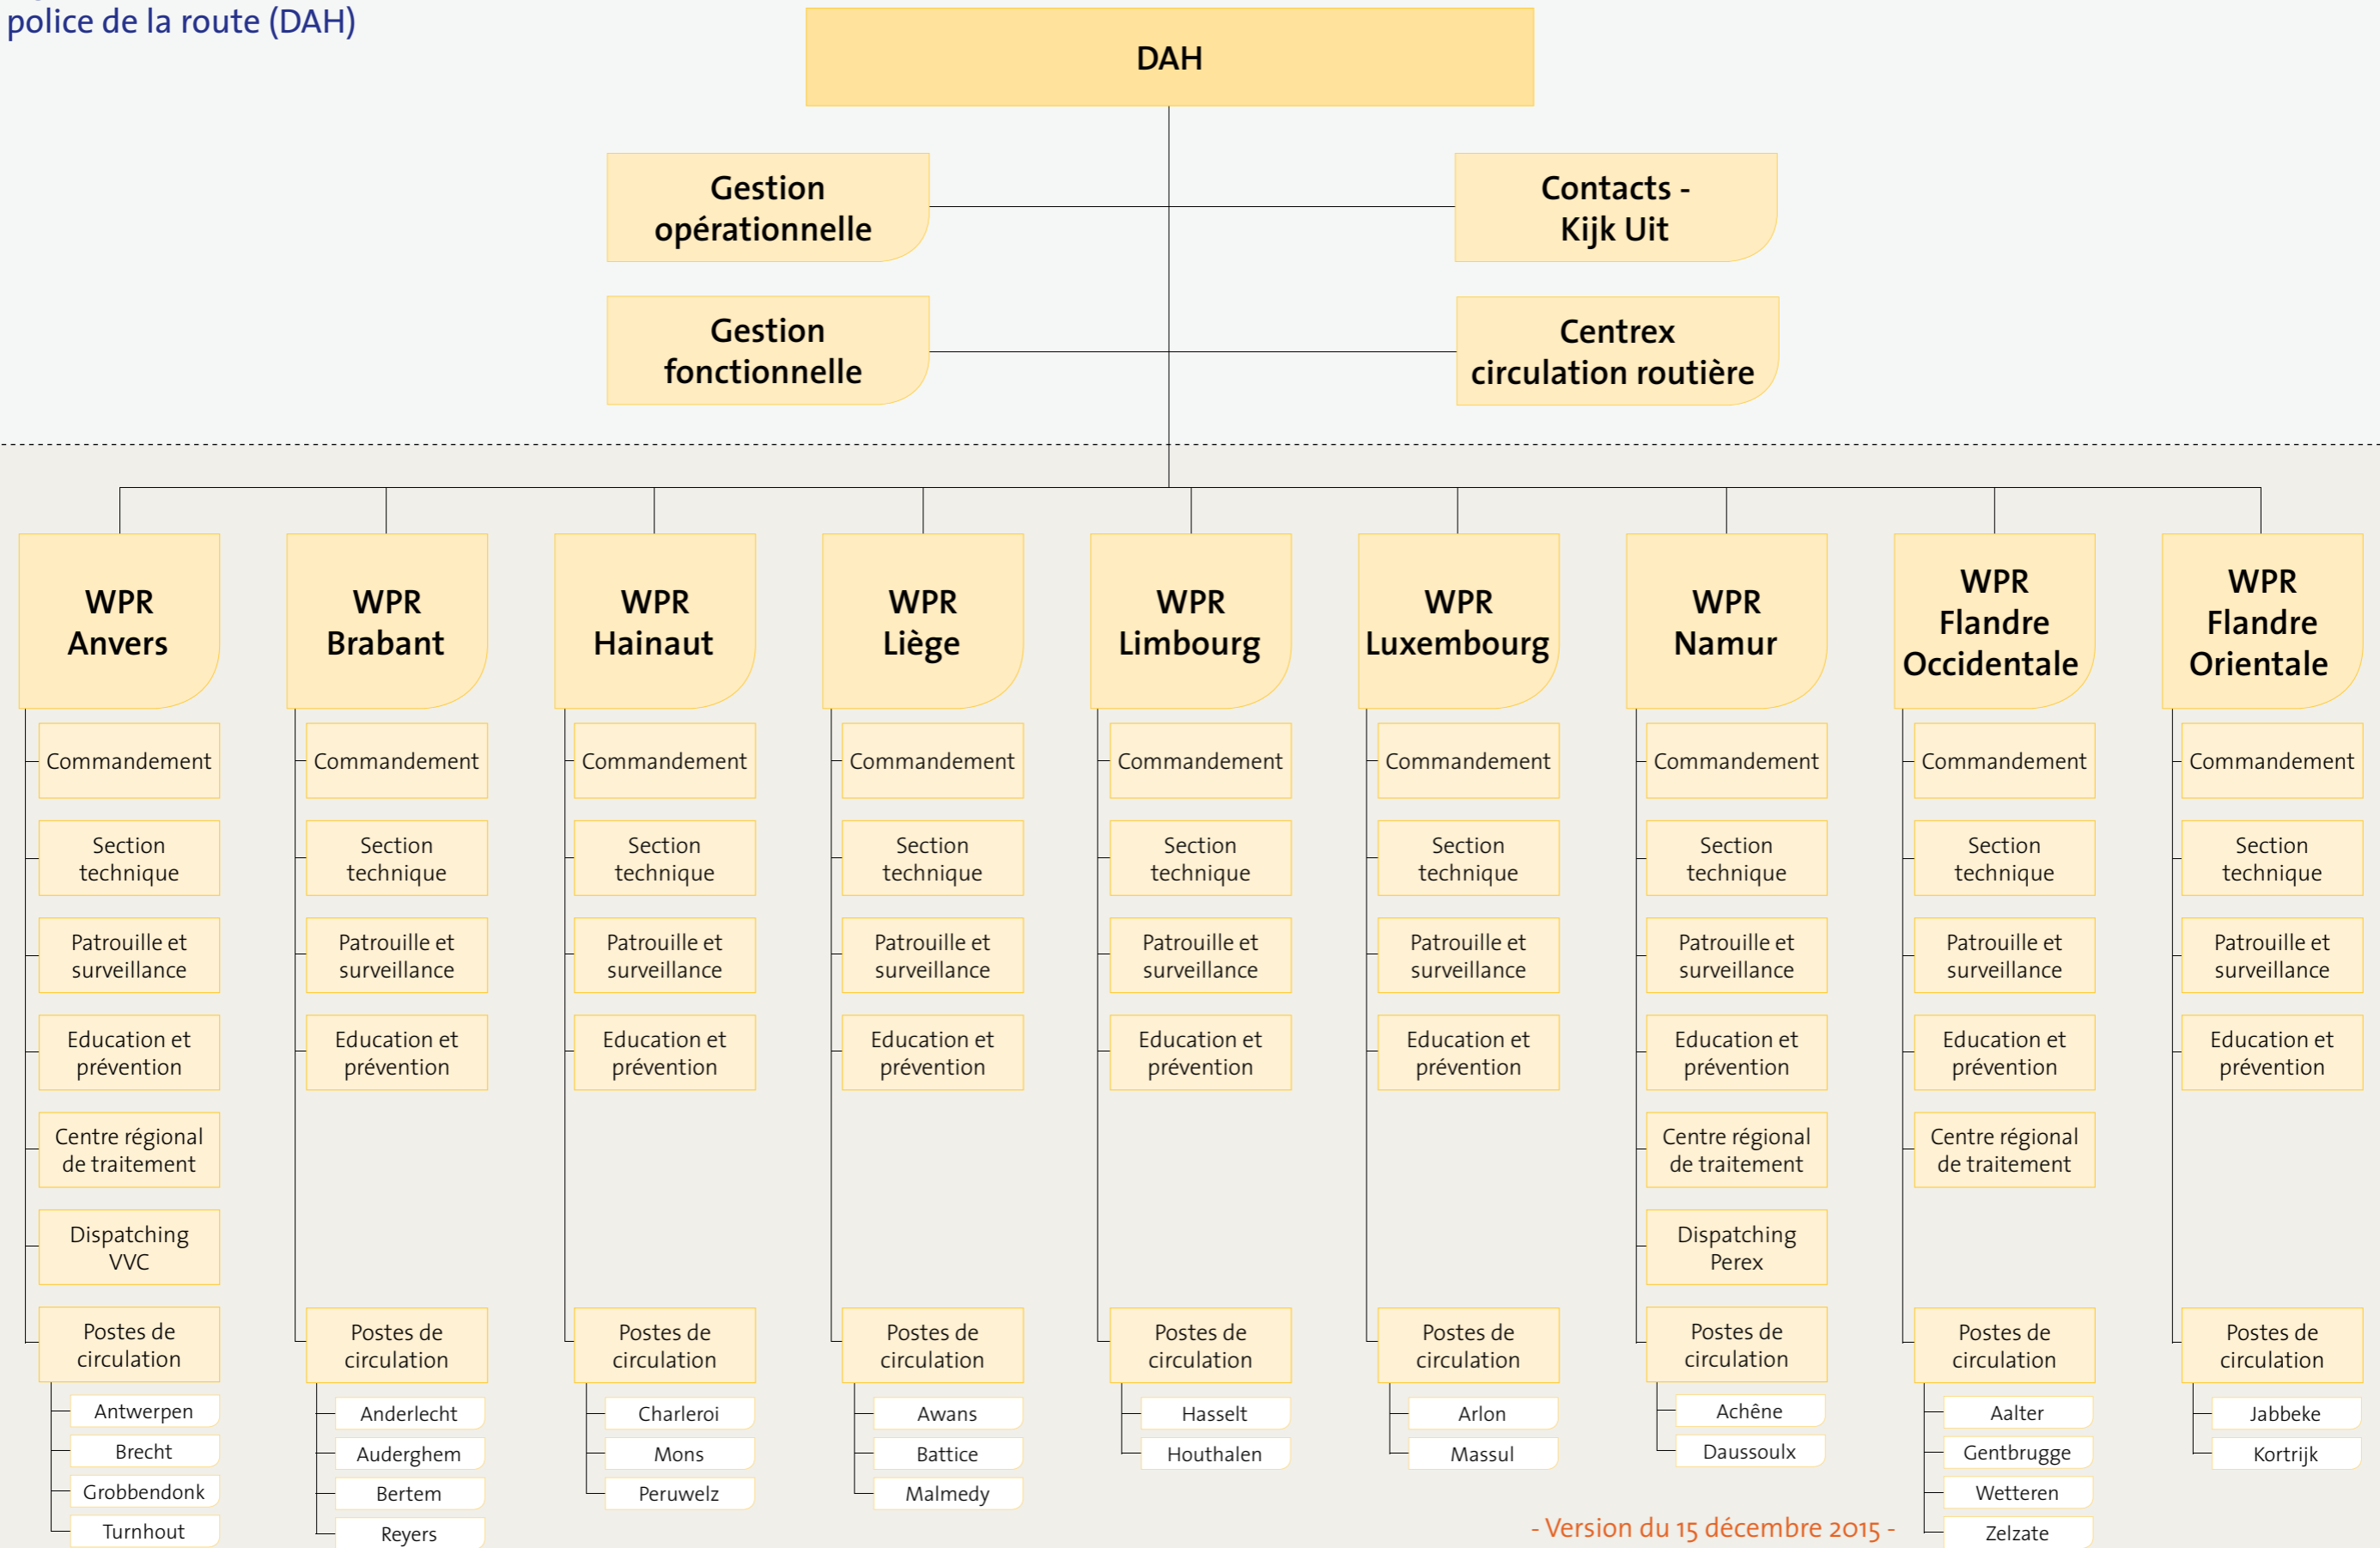 police de la route (DAH)
DAH
Gestion
opérationnelle
Contacts -
Kijk Uit
Gestion
fonctionnelle
Centrex
circulation routière
WPR
Anvers
Commandement
Section
technique
Patrouille et
surveillance
Education et
prévention
Centre régional
de traitement
Dispatching
VVC
Postes de
circulation
Antwerpen
Brecht
Grobbendonk
Turnhout
WPR
Brabant
Commandement
Section
technique
Patrouille et
surveillance
Education et
prévention
Postes de
circulation
Anderlecht
Auderghem
Bertem
Reyers
WPR
Hainaut
Commandement
Section
technique
Patrouille et
surveillance
Education et
prévention
Postes de
circulation
Charleroi
Mons
Peruwelz
WPR
Liège
Commandement
Section
technique
Patrouille et
surveillance
Education et
prévention
Postes de
circulation
Awans
Battice
Malmedy
WPR
Limbourg
Commandement
Section
technique
Patrouille et
surveillance
Education et
prévention
Postes de
circulation
Hasselt
Houthalen
WPR
Luxembourg
Commandement
Section
technique
Patrouille et
surveillance
Education et
prévention
Postes de
circulation
Arlon
Massul
WPR
Namur
Commandement
Section
technique
Patrouille et
surveillance
Education et
prévention
Centre régional
de traitement
Dispatching
Perex
Postes de
circulation
Achêne
Daussoulx
WPR
Flandre
Occidentale
Commandement
Section
technique
Patrouille et
surveillance
Education et
prévention
Centre régional
de traitement
Postes de
circulation
Aalter
Gentbrugge
Wetteren
Zelzate
WPR
Flandre
Orientale
Commandement
Section
technique
Patrouille et
surveillance
Education et
prévention
Postes de
circulation
Jabbeke
Kortrijk
- Version du 15 décembre 2015 -